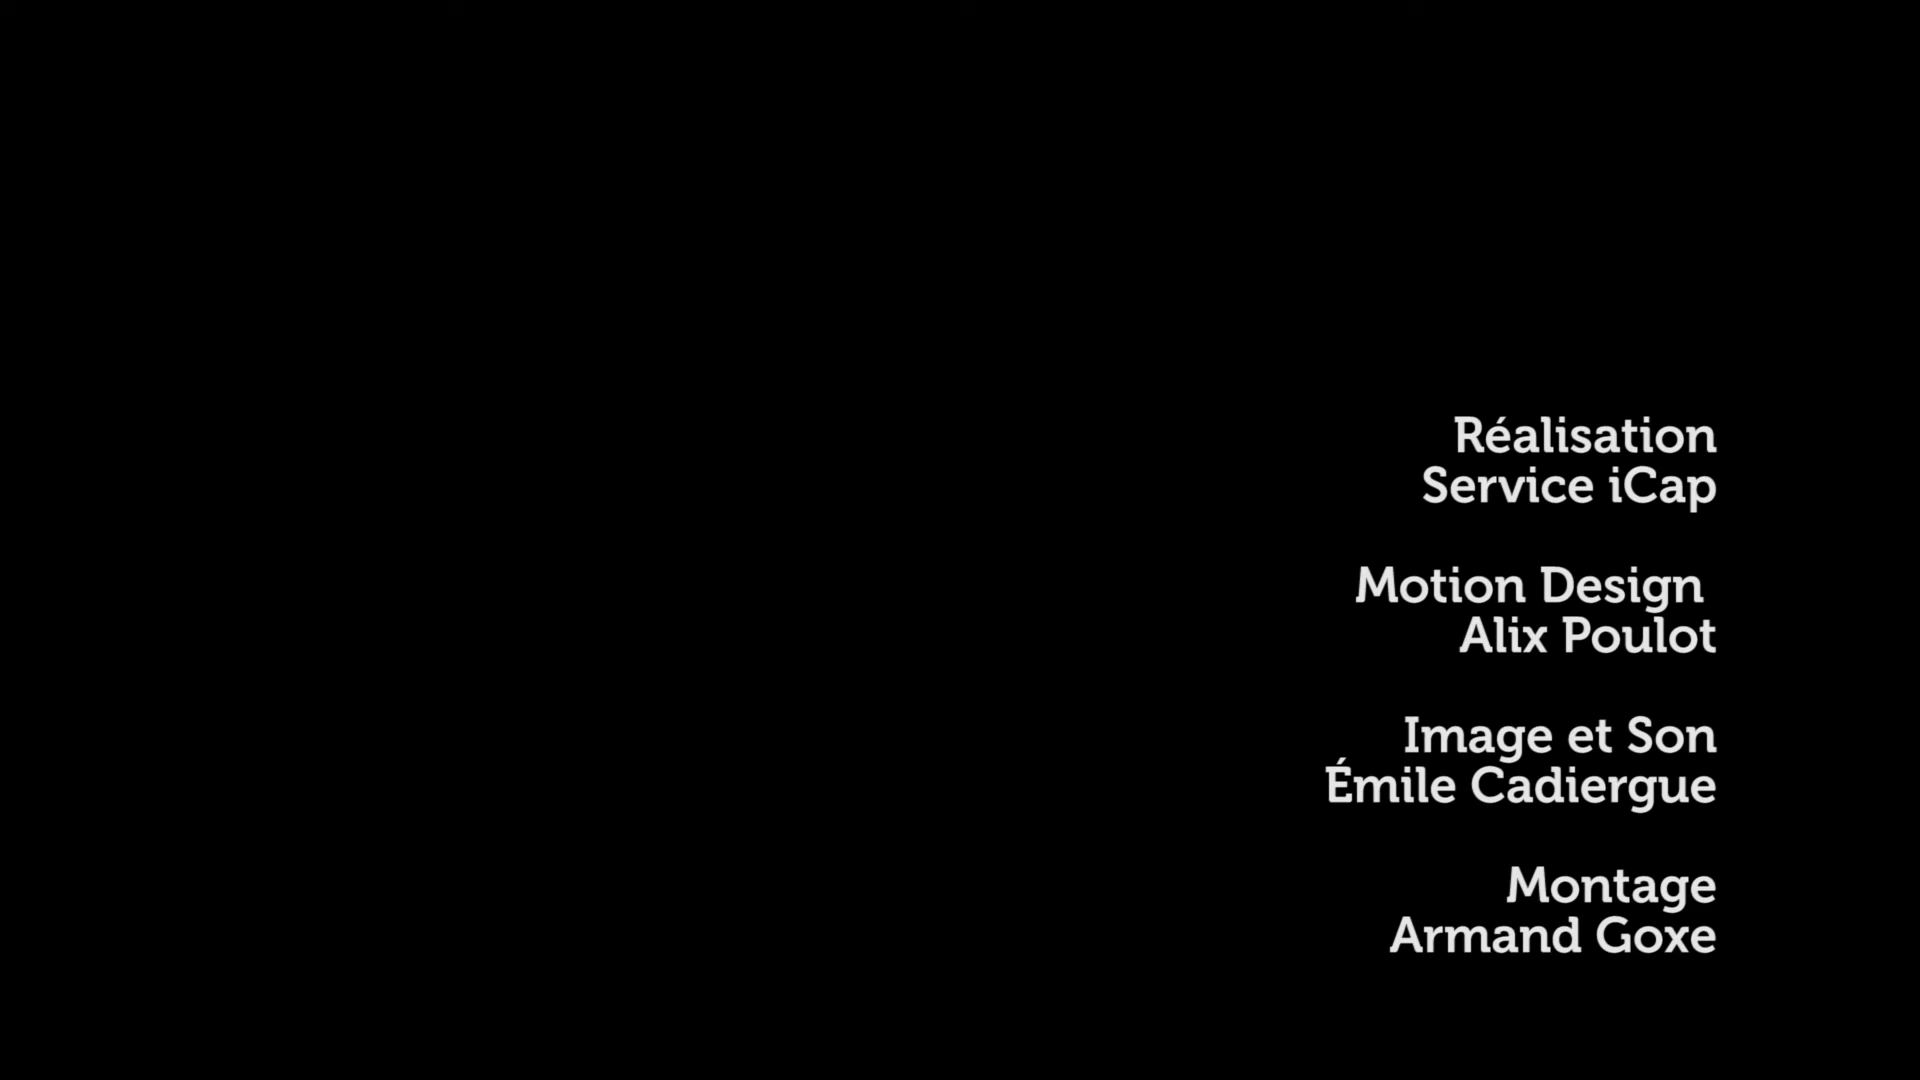 Réalisation
Service iCap
Motion Design
Alix Poulot
Image et Son
Émile Cadiergue
Montage
Armand Goxe